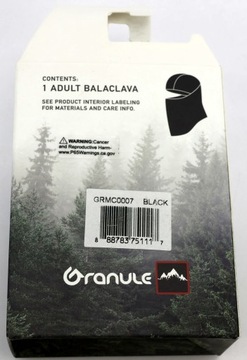 CONTENTS:
1 ADULT BALACLAVA
SEE PRODUCT INTERIOR LABELING
FOR MATERIALS AND CARE INFO.
WARNING: Cancer
and Reproductive Harm-
www.P65Warnings.ca.gov
GRMC0007 BLACK
8 88783 75111 7
GRANULE